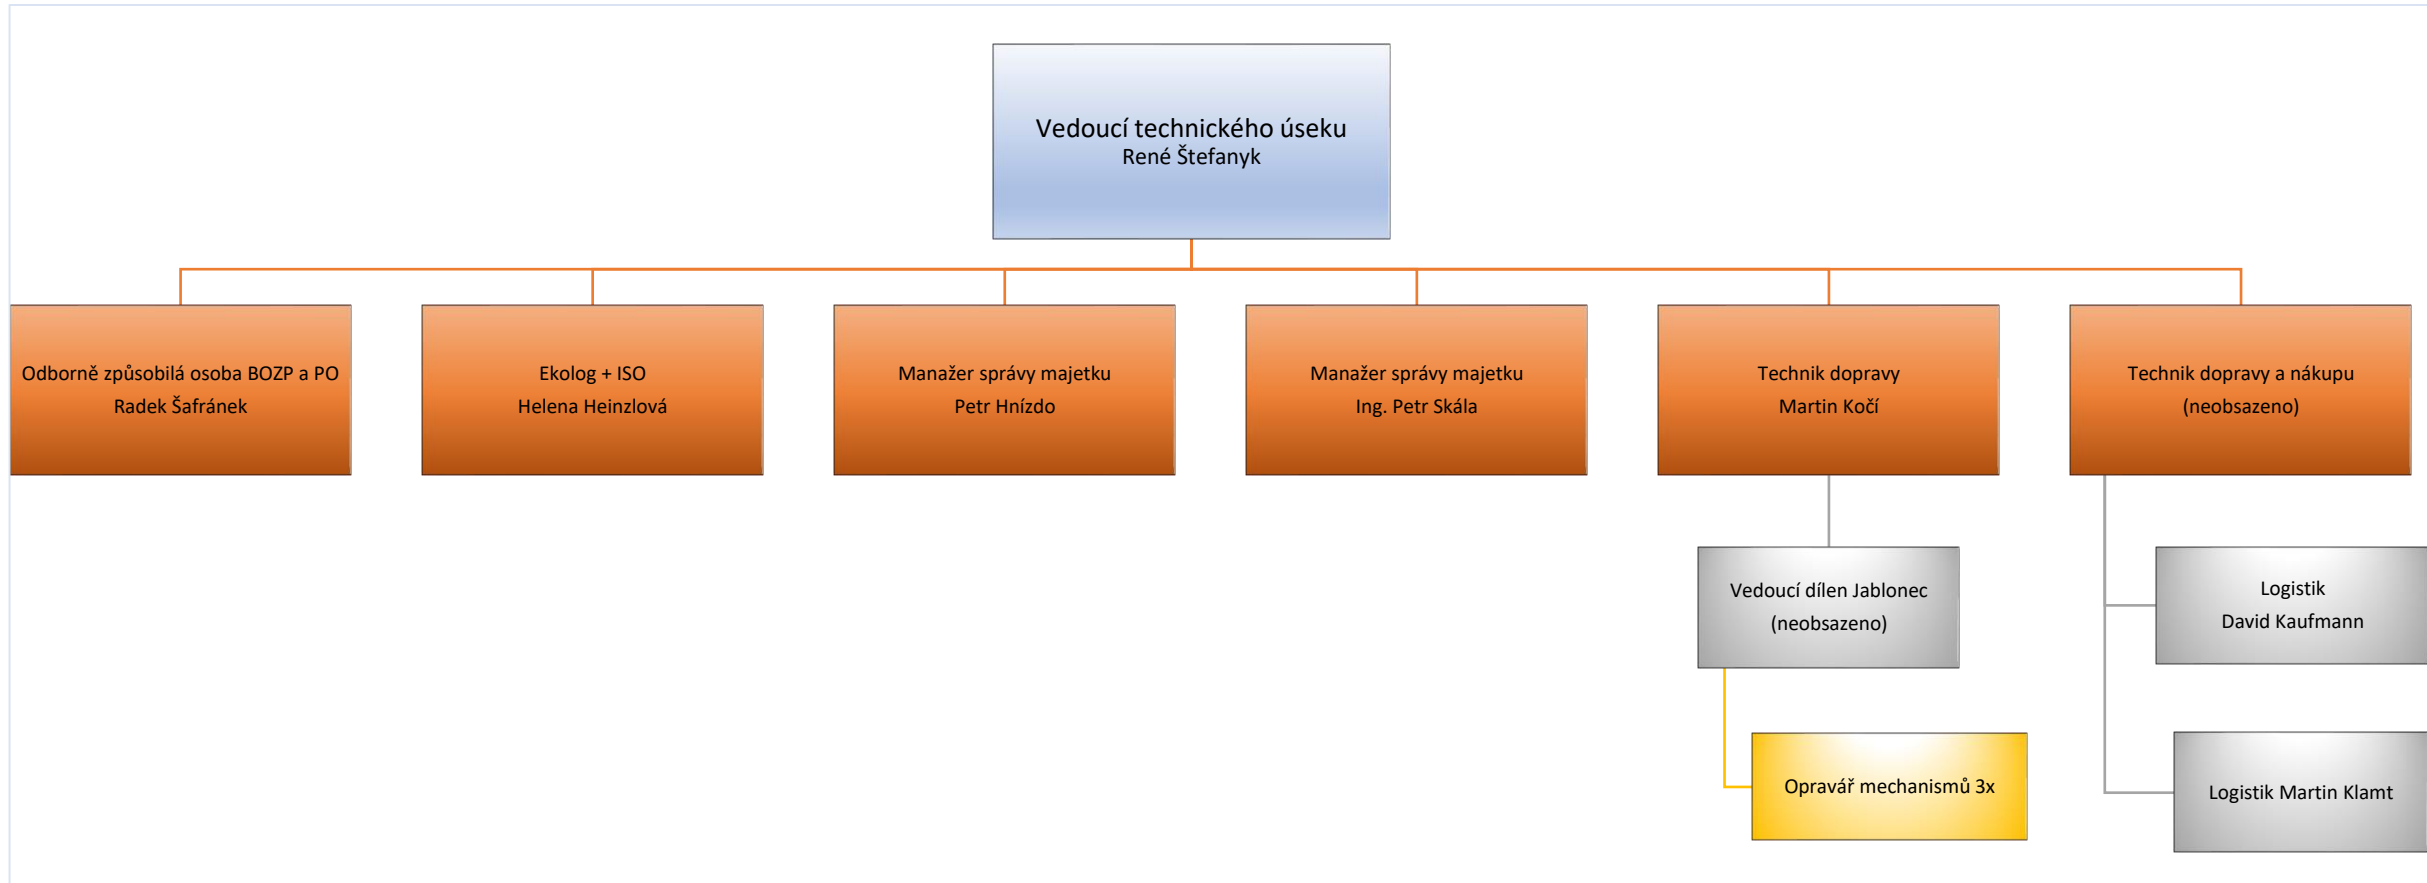 Vedoucí technického úseku
René Štefanyk
Odborně způsobilá osoba BOZP a PO
Radek Šafránek
Ekolog + ISO
Helena Heinzlová
Manažer správy majetku
Petr Hnízdo
Manažer správy majetku
Ing. Petr Skála
Technik dopravy
Martin Kočí
Technik dopravy a nákupu
(neobsazeno)
Vedoucí dílen Jablonec
(neobsazeno)
Logistik
David Kaufmann
Opravář mechanismů 3x
Logistik Martin Klamt